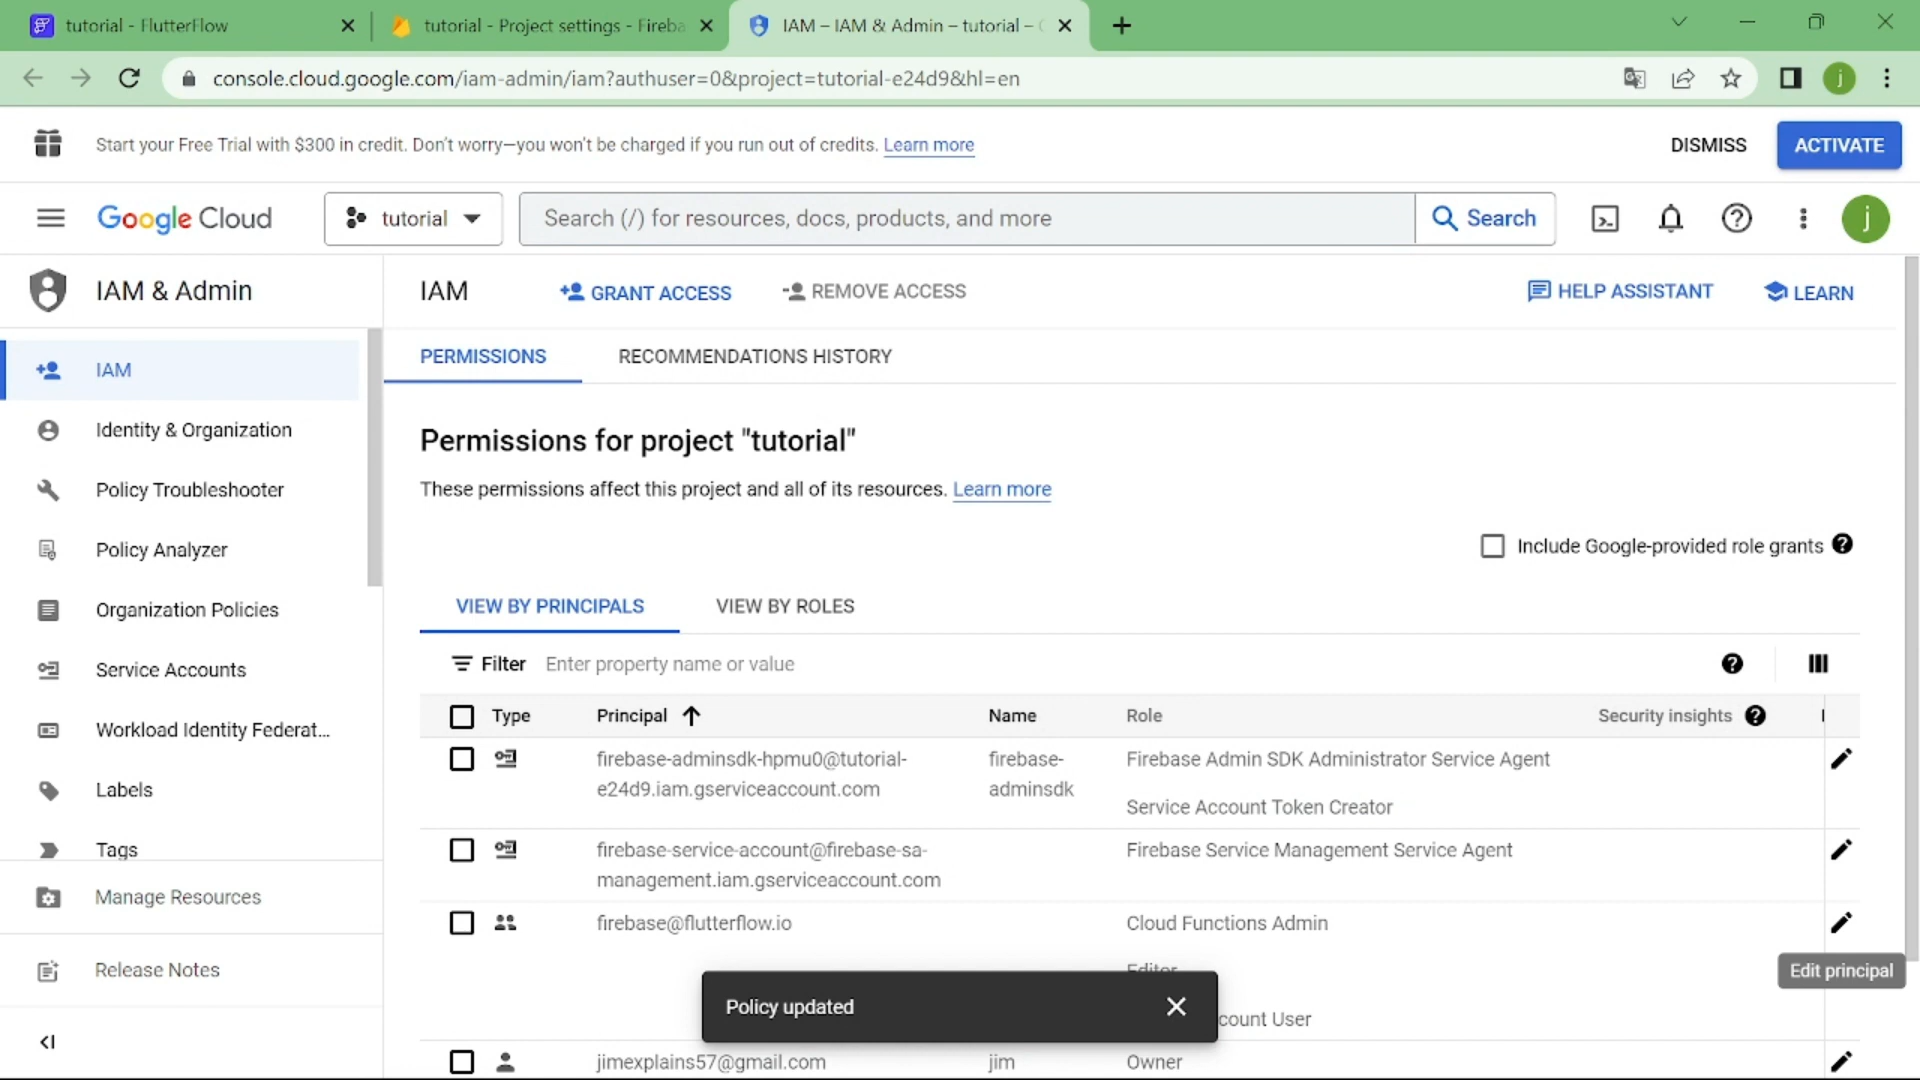 tutorial - FlutterFlow
tutorial - Project settings - Fireba
IAM – IAM & Admin – tutorial –
console.cloud.google.com/iam-admin/iam?authuser=0&project=tutorial-e24d9&hl=en
j
Start your Free Trial with $300 in credit. Don't worry—you won't be charged if you run out of credits. Learn more
DISMISS
ACTIVATE
Google Cloud
tutorial
Search (/) for resources, docs, products, and more
Search
j
IAM & Admin
IAM
GRANT ACCESS
REMOVE ACCESS
HELP ASSISTANT
LEARN
IAM
Identity & Organization
Policy Troubleshooter
Policy Analyzer
Organization Policies
Service Accounts
Workload Identity Federat...
Labels
Tags
Manage Resources
Release Notes
PERMISSIONS
RECOMMENDATIONS HISTORY
Permissions for project "tutorial"
These permissions affect this project and all of its resources. Learn more
Include Google-provided role grants
VIEW BY PRINCIPALS
VIEW BY ROLES
Filter Enter property name or value
Type Principal Name Role Security insights
firebase-adminsdk-hpmu0@tutorial-
e24d9.iam.gserviceaccount.com
firebase-
adminsdk
Firebase Admin SDK Administrator Service Agent
Service Account Token Creator
firebase-service-account@firebase-sa-
management.iam.gserviceaccount.com
Firebase Service Management Service Agent
firebase@flutterflow.io
Cloud Functions Admin
Editor
count User
Edit principal
Policy updated
jimexplains57@gmail.com jim Owner